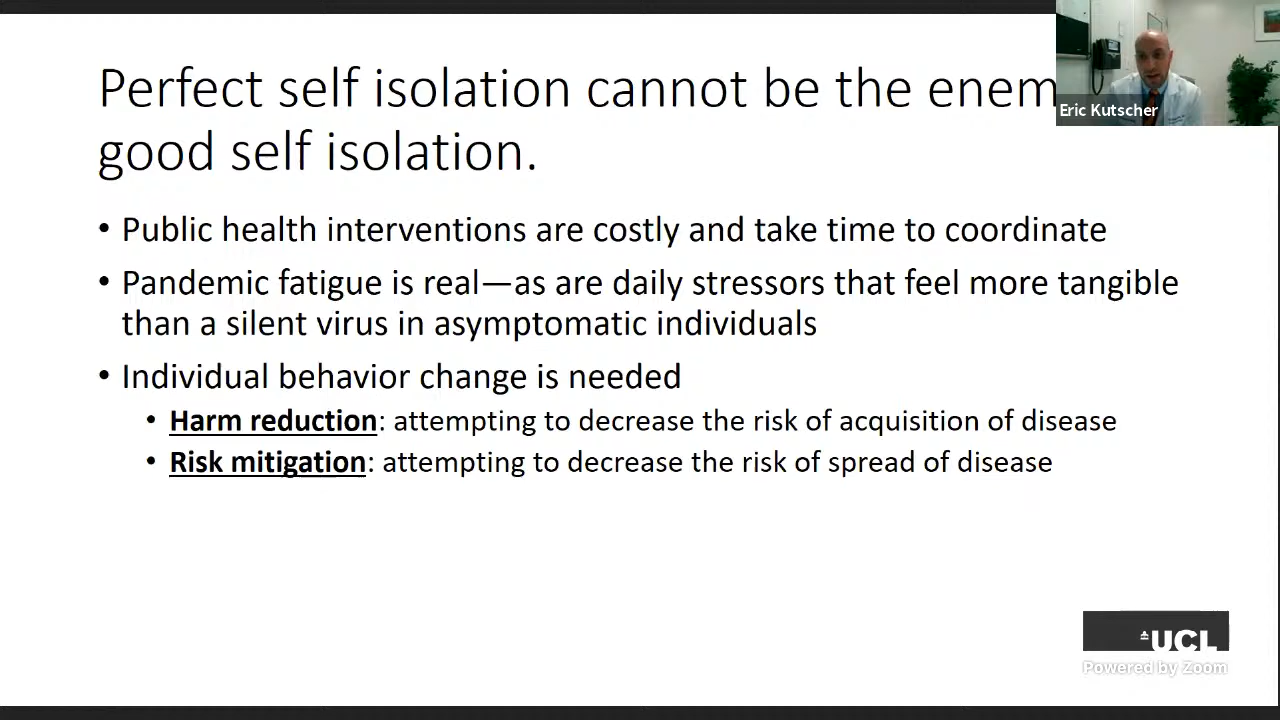 Perfect self isolation cannot be the enem
good self isolation.
Eric Kutscher
• Public health interventions are costly and take time to coordinate
• Pandemic fatigue is real—as are daily stressors that feel more tangible
than a silent virus in asymptomatic individuals
• Individual behavior change is needed
• Harm reduction: attempting to decrease the risk of acquisition of disease
• Risk mitigation: attempting to decrease the risk of spread of disease
UCL
Powered by Zoom